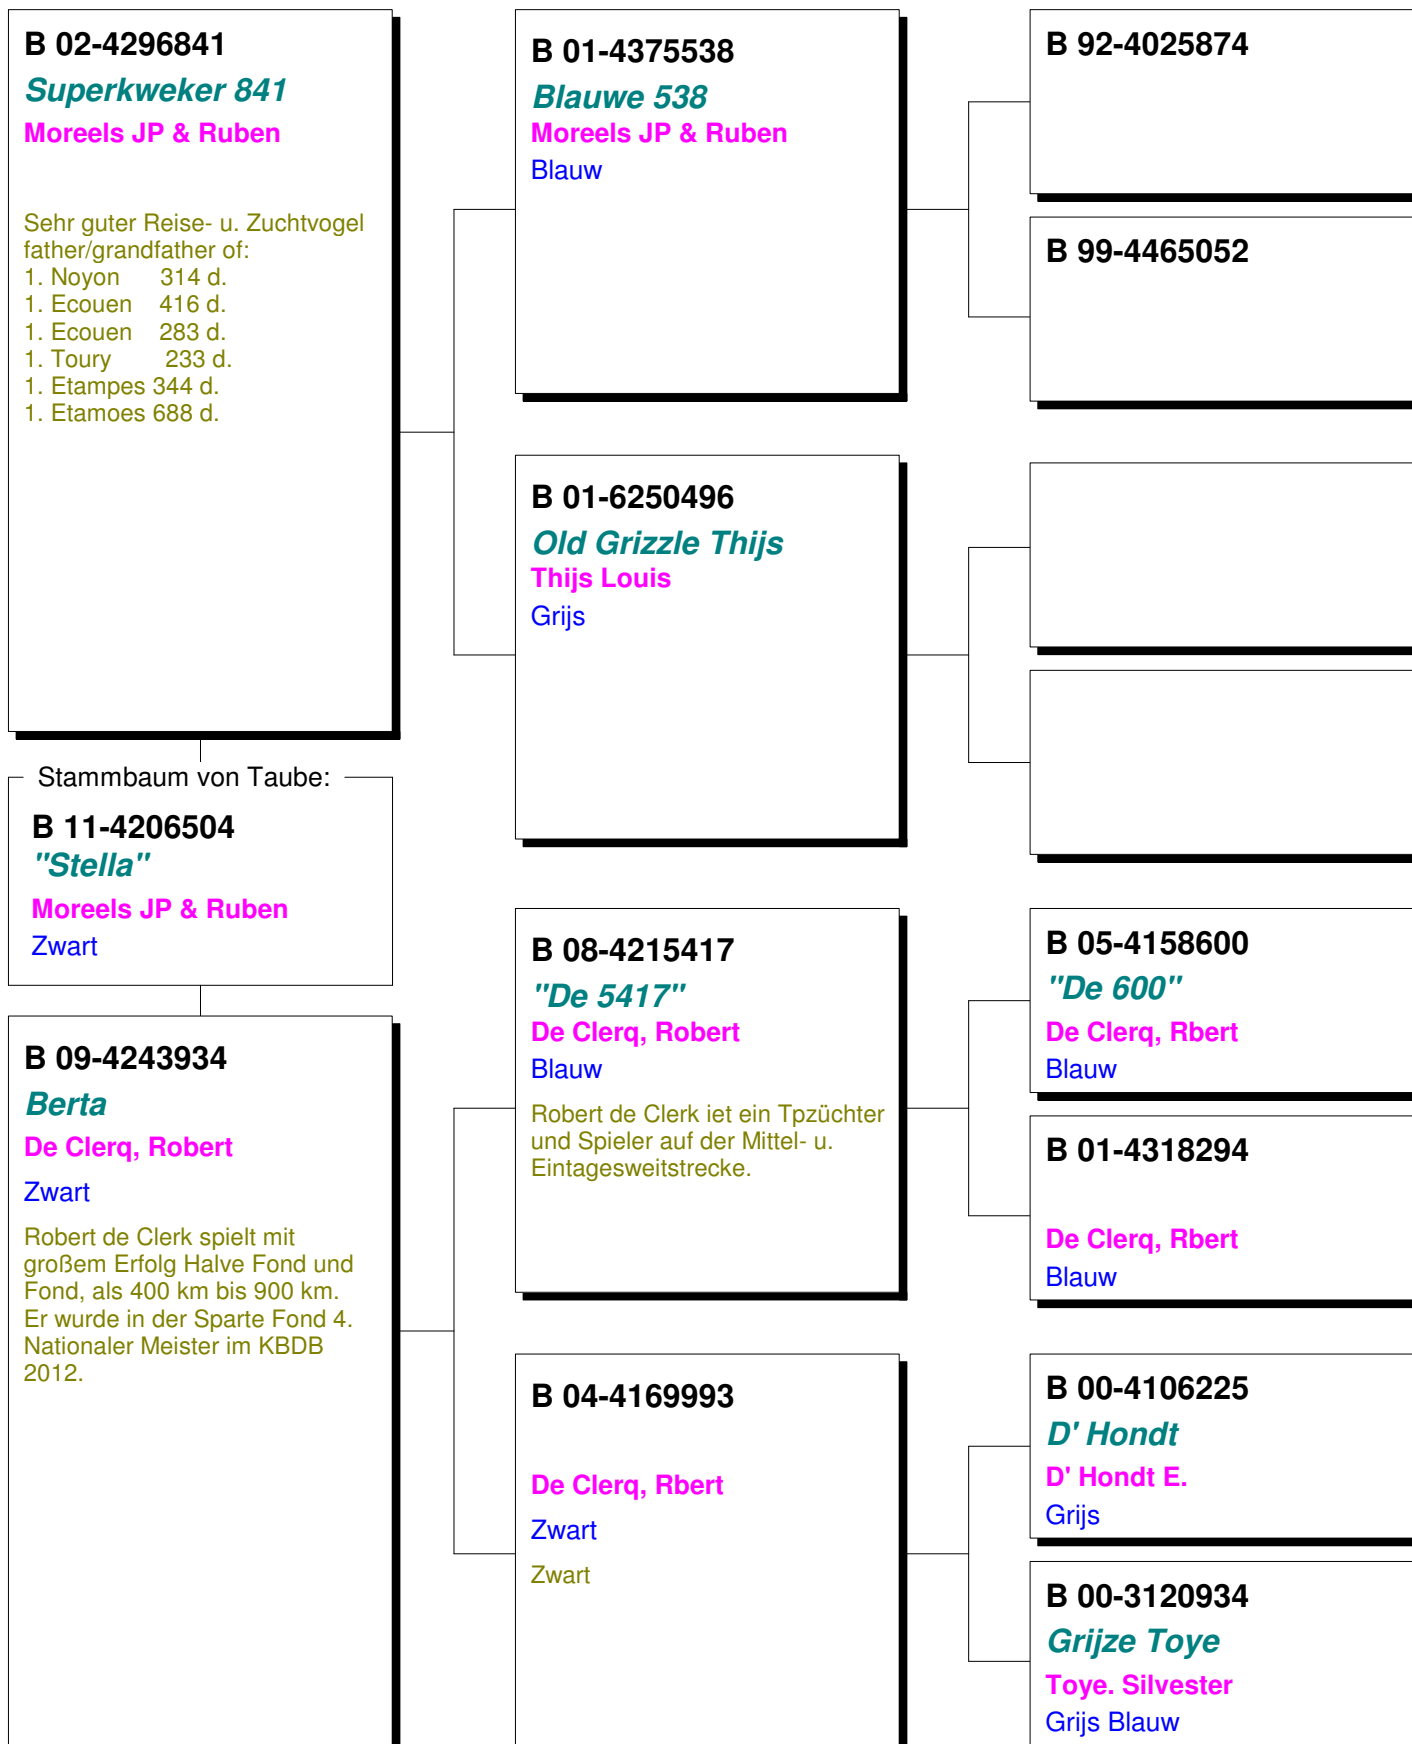 B 02-4296841
Superkweker 841
Moreels JP & Ruben
Sehr guter Reise- u. Zuchtvogel
father/grandfather of:
1. Noyon 314 d.
1. Ecouen 416 d.
1. Ecouen 283 d.
1. Toury 233 d.
1. Etampes 344 d.
1. Etamoes 688 d.
Stammbaum von Taube:
B 11-4206504
"Stella"
Moreels JP & Ruben
Zwart
B 09-4243934
Berta
De Clerq, Robert
Zwart
Robert de Clerk spielt mit
großem Erfolg Halve Fond und
Fond, als 400 km bis 900 km.
Er wurde in der Sparte Fond 4.
Nationaler Meister im KBDB
2012.
B 01-4375538
Blauwe 538
Moreels JP & Ruben
Blauw
B 01-6250496
Old Grizzle Thijs
Thijs Louis
Grijs
B 08-4215417
"De 5417"
De Clerq, Robert
Blauw
Robert de Clerk iet ein Tpzüchter
und Spieler auf der Mittel- u.
Eintagesweitstrecke.
B 04-4169993
De Clerq, Rbert
Zwart
Zwart
B 92-4025874
B 99-4465052
B 05-4158600
"De 600"
De Clerq, Rbert
Blauw
B 01-4318294
De Clerq, Rbert
Blauw
B 00-4106225
D' Hondt
D' Hondt E.
Grijs
B 00-3120934
Grijze Toye
Toye. Silvester
Grijs Blauw